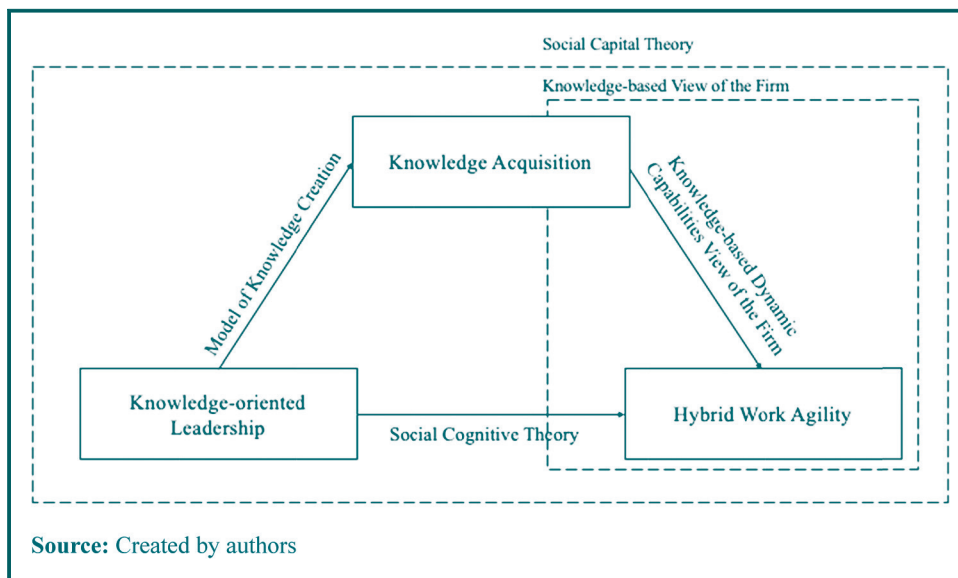 Social Capital Theory
Knowledge-based View of the Firm
Knowledge Acquisition
Model of Knowledge Creation
Knowledge-based Dynamic
Capabilities View of the Firm
Knowledge-oriented
Leadership
Social Cognitive Theory
Hybrid Work Agility
Source: Created by authors